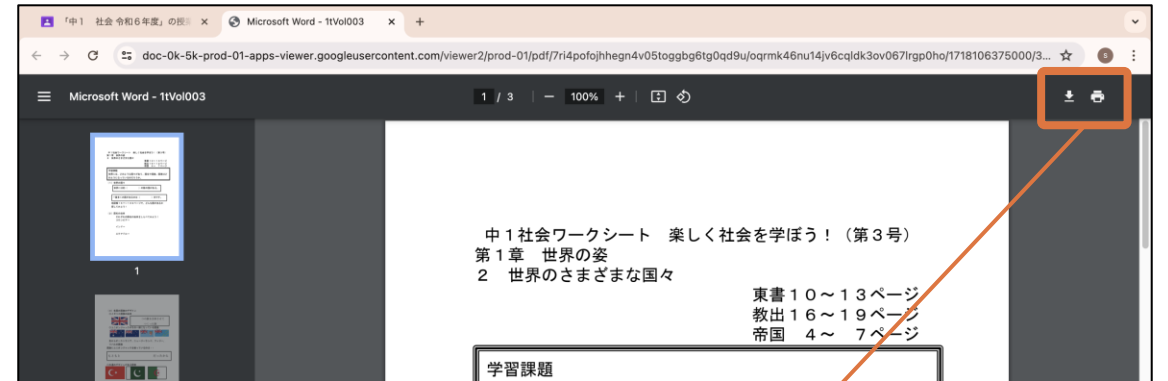 「中1 社会 令和6年度」の授
Microsoft Word - 1tVol003
doc-0k-5k-prod-01-apps-viewer.googleusercontent.com/viewer2/prod-01/pdf/7ri4pofojhhegn4v05toggbg6tg0qd9u/oqrmk46nu14jv6cqldk3ov067lrgp0ho/1718106375000/3...
s
Microsoft Word - 1tVol003
1 / 3
100%
1
中1社会ワークシート 楽しく社会を学ぼう！（第3号）
第1章 世界の姿
2 世界のさまざまな国々
東書10～13ページ
教出16～19ページ
帝国 4～ 7ページ
学習課題